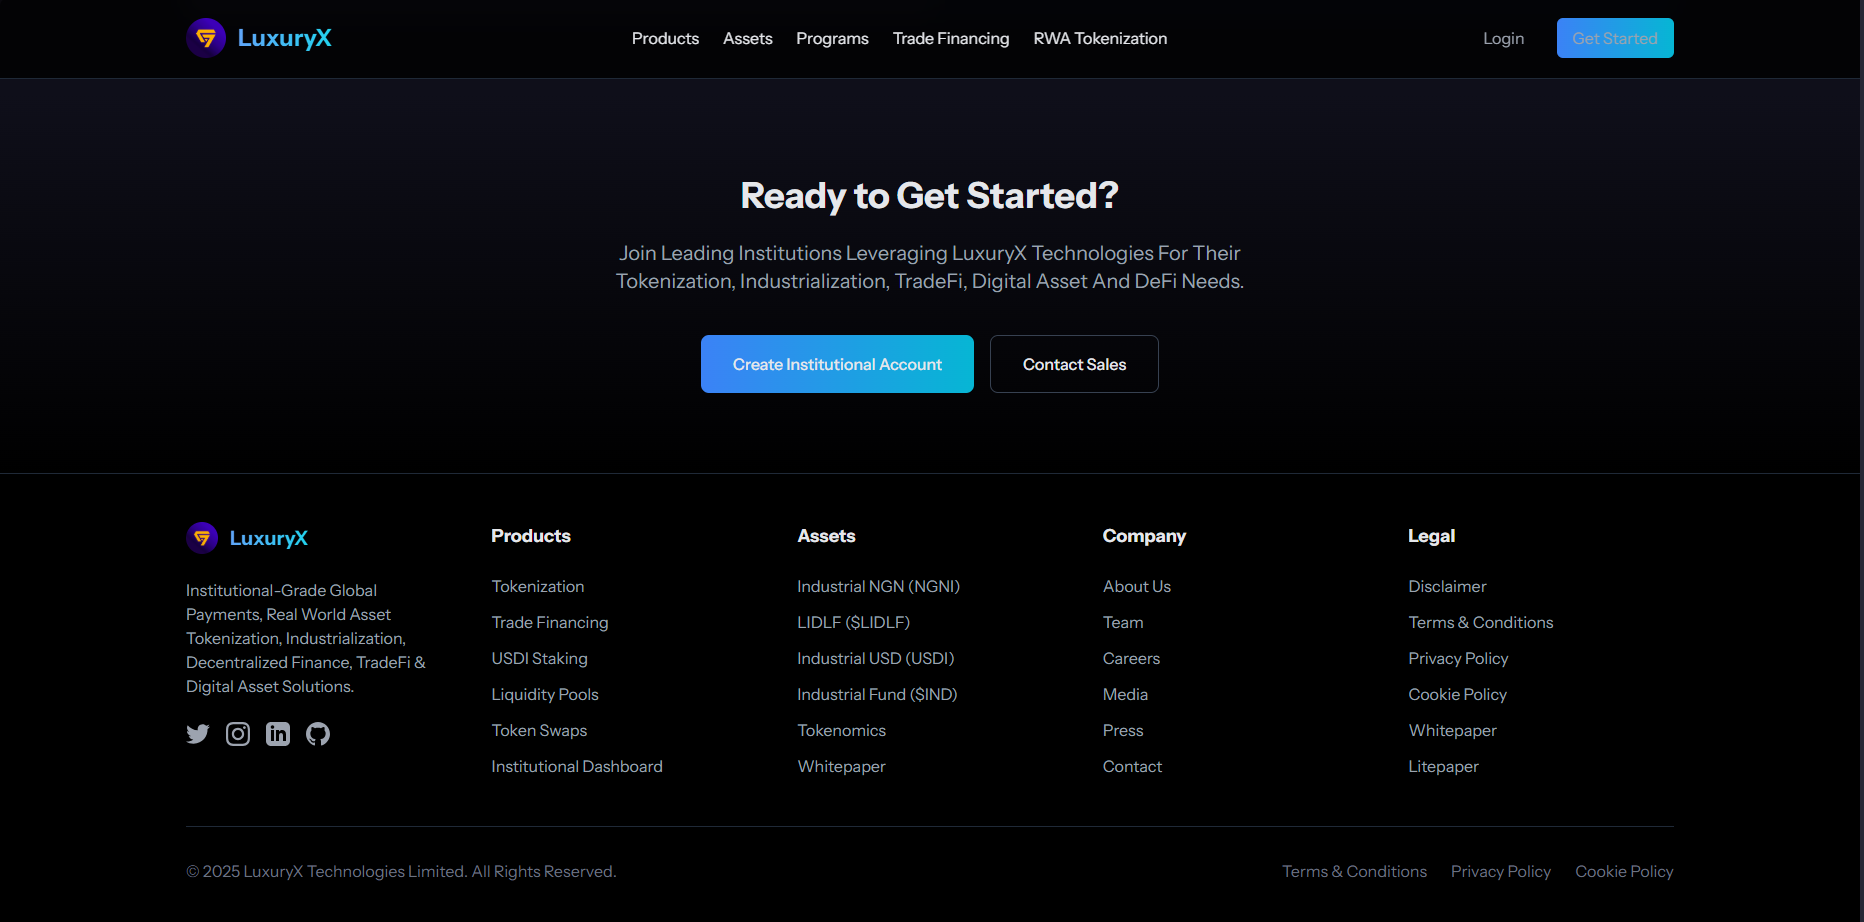 LuxuryX
Products Assets Programs Trade Financing RWA Tokenization
Login Get Started
Ready to Get Started?
Join Leading Institutions Leveraging LuxuryX Technologies For Their
Tokenization, Industrialization, TradeFi, Digital Asset And DeFi Needs.
Create Institutional Account Contact Sales
LuxuryX
Institutional-Grade Global
Payments, Real World Asset
Tokenization, Industrialization,
Decentralized Finance, TradeFi &
Digital Asset Solutions.
Products
Tokenization
Trade Financing
USDI Staking
Liquidity Pools
Token Swaps
Institutional Dashboard
Assets
Industrial NGN (NGNI)
LIDLF ($LIDLF)
Industrial USD (USDI)
Industrial Fund ($IND)
Tokenomics
Whitepaper
Company
About Us
Team
Careers
Media
Press
Contact
Legal
Disclaimer
Terms & Conditions
Privacy Policy
Cookie Policy
Whitepaper
Litepaper
© 2025 LuxuryX Technologies Limited. All Rights Reserved.
Terms & Conditions Privacy Policy Cookie Policy